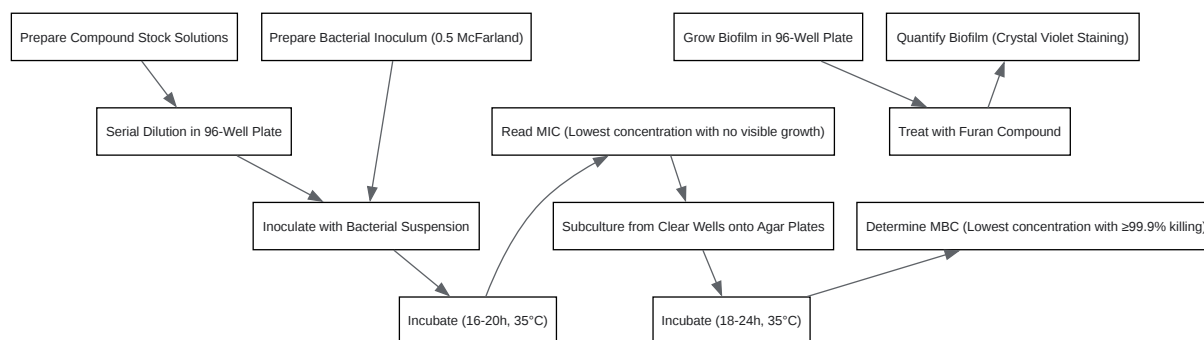 Prepare Compound Stock Solutions
Prepare Bacterial Inoculum (0.5 McFarland)
Grow Biofilm in 96-Well Plate
Quantify Biofilm (Crystal Violet Staining)
Serial Dilution in 96-Well Plate
Read MIC (Lowest concentration with no visible growth)
Treat with Furan Compound
Inoculate with Bacterial Suspension
Subculture from Clear Wells onto Agar Plates
Determine MBC (Lowest concentration with ≥99.9% killing)
Incubate (16-20h, 35°C)
Incubate (18-24h, 35°C)